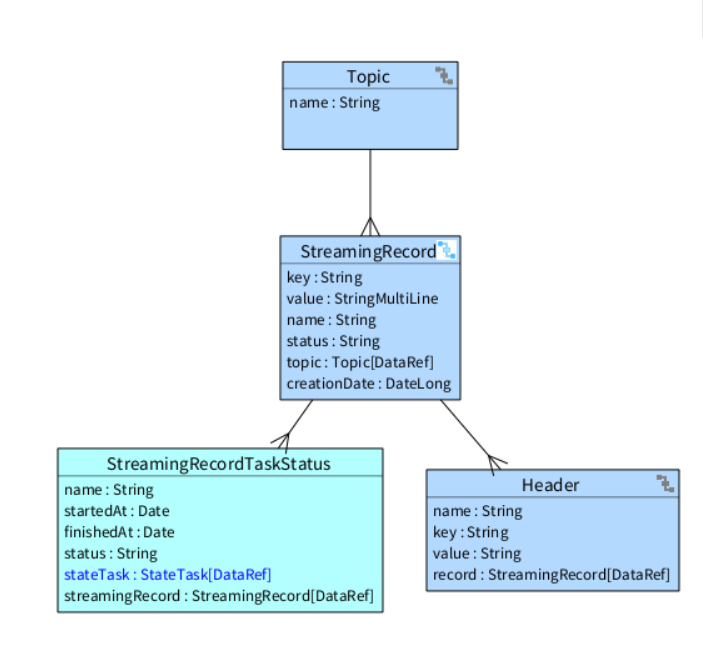 Topic
name : String
StreamingRecord
key : String
value : StringMultiLine
name : String
status : String
topic : Topic[DataRef]
creationDate : DateLong
StreamingRecordTaskStatus
name : String
startedAt : Date
finishedAt : Date
status : String
stateTask : StateTask[DataRef]
streamingRecord : StreamingRecord[DataRef]
Header
name : String
key : String
value : String
record : StreamingRecord[DataRef]